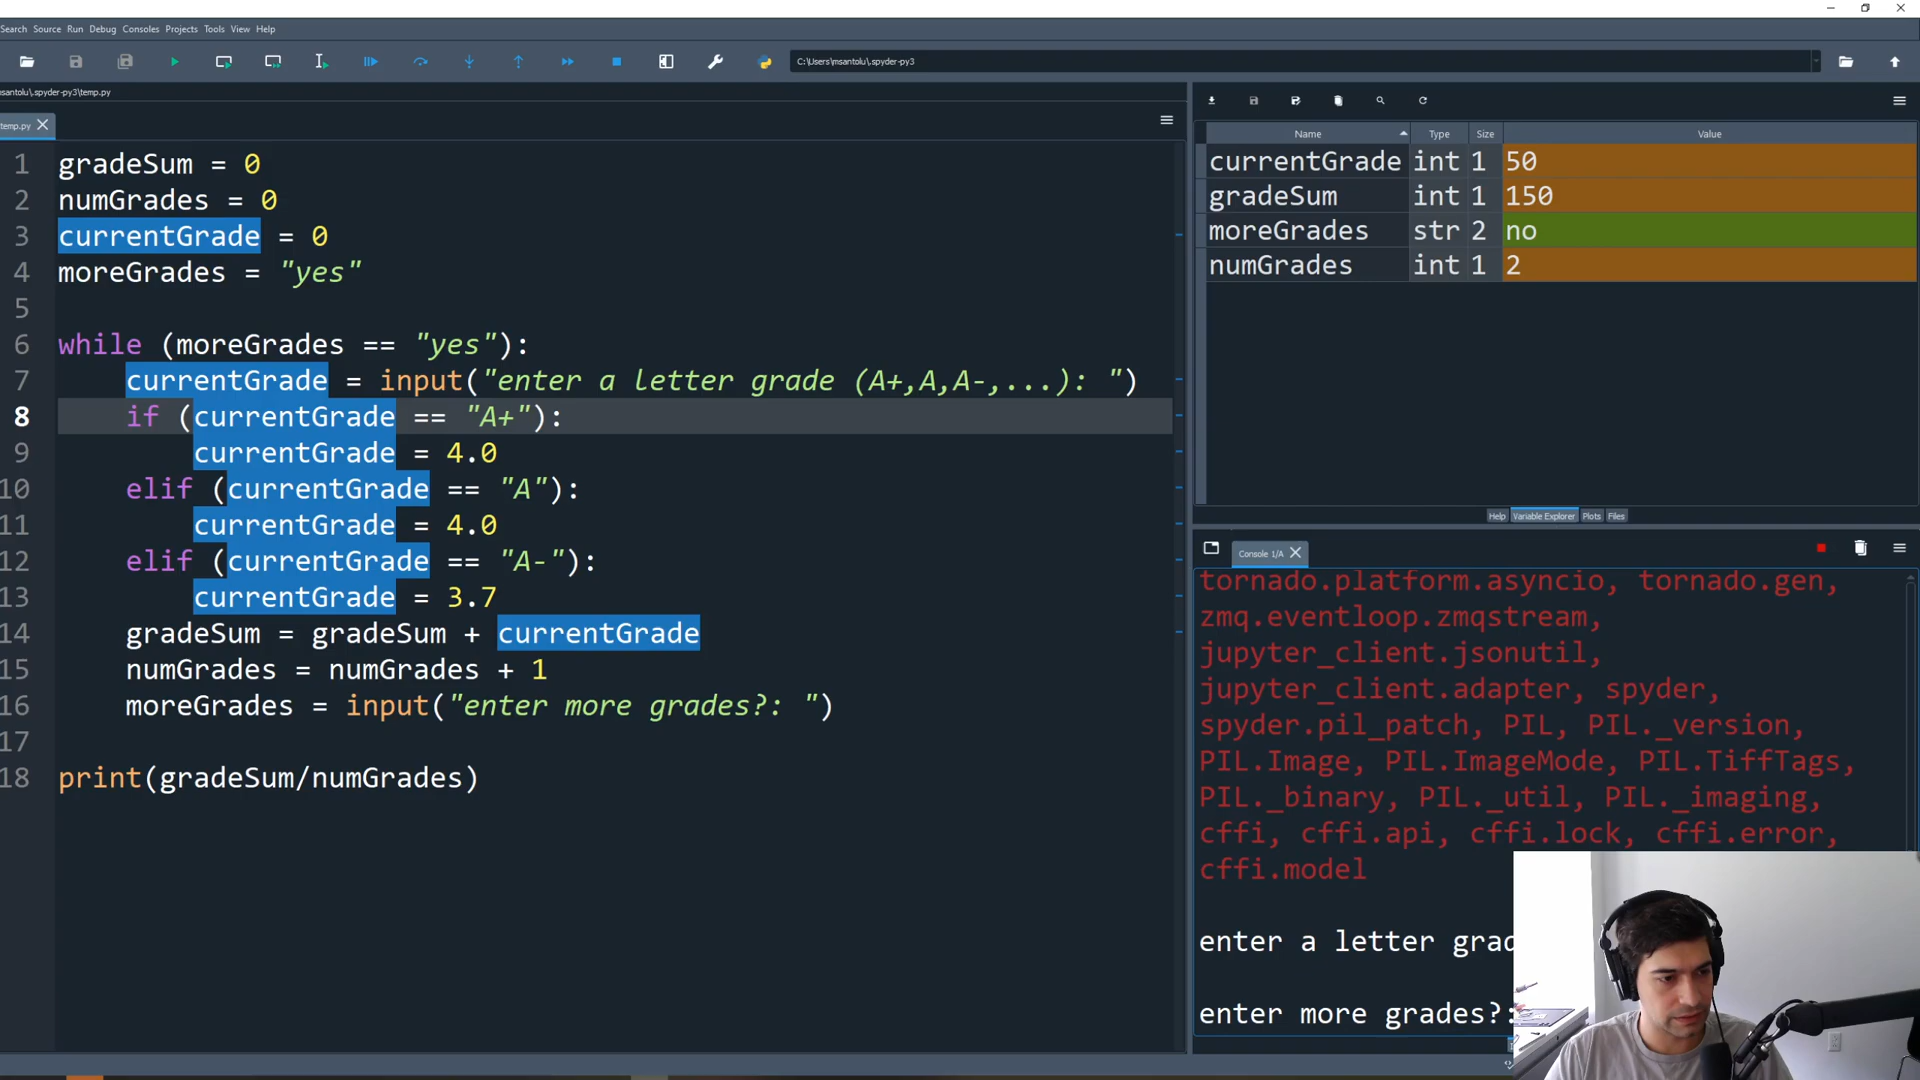 Search Source Run Debug Consoles Projects Tools View Help
C:\Users\msantolu\.spyder-py3
msantolu\.spyder-py3\temp.py
temp.py
1 gradeSum = 0
2 numGrades = 0
3 currentGrade = 0
4 moreGrades = "yes"
5
6 while (moreGrades == "yes"):
7 currentGrade = input("enter a letter grade (A+,A,A-,...): ")
8 if (currentGrade == "A+"):
9 currentGrade = 4.0
10 elif (currentGrade == "A"):
11 currentGrade = 4.0
12 elif (currentGrade == "A-"):
13 currentGrade = 3.7
14 gradeSum = gradeSum + currentGrade
15 numGrades = numGrades + 1
16 moreGrades = input("enter more grades?: ")
17
18 print(gradeSum/numGrades)
Name Type Size Value
currentGrade int 1 50
gradeSum int 1 150
moreGrades str 2 no
numGrades int 1 2
Help Variable Explorer Plots Files
Console 1/A
tornado.platform.asyncio, tornado.gen,
zmq.eventloop.zmqstream,
jupyter_client.jsonutil,
jupyter_client.adapter, spyder,
spyder.pil_patch, PIL, PIL._version,
PIL.Image, PIL.ImageMode, PIL.TiffTags,
PIL._binary, PIL._util, PIL._imaging,
cffi, cffi.api, cffi.lock, cffi.error,
cffi.model
enter a letter grad
enter more grades?: